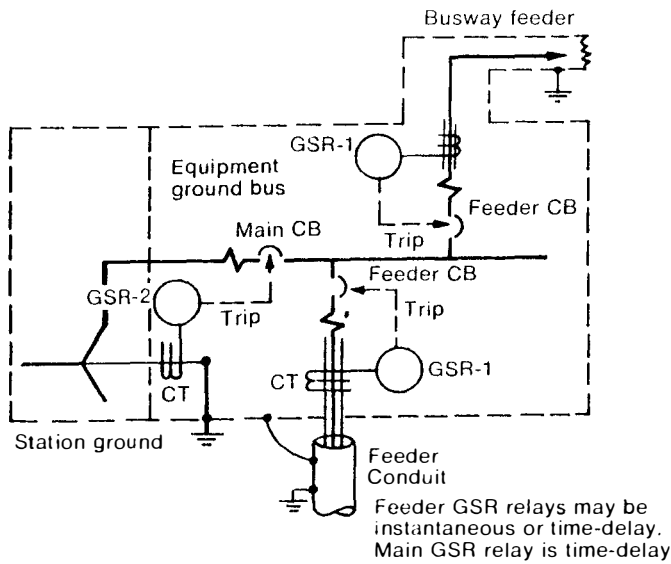 Busway feeder
GSR-1
Equipment
ground bus
Feeder CB
Trip
Main CB
Feeder CB
GSR-2
Trip
Trip
CT
CT
GSR-1
Station ground
Feeder
Conduit
Feeder GSR relays may be
instantaneous or time-delay.
Main GSR relay is time-delay